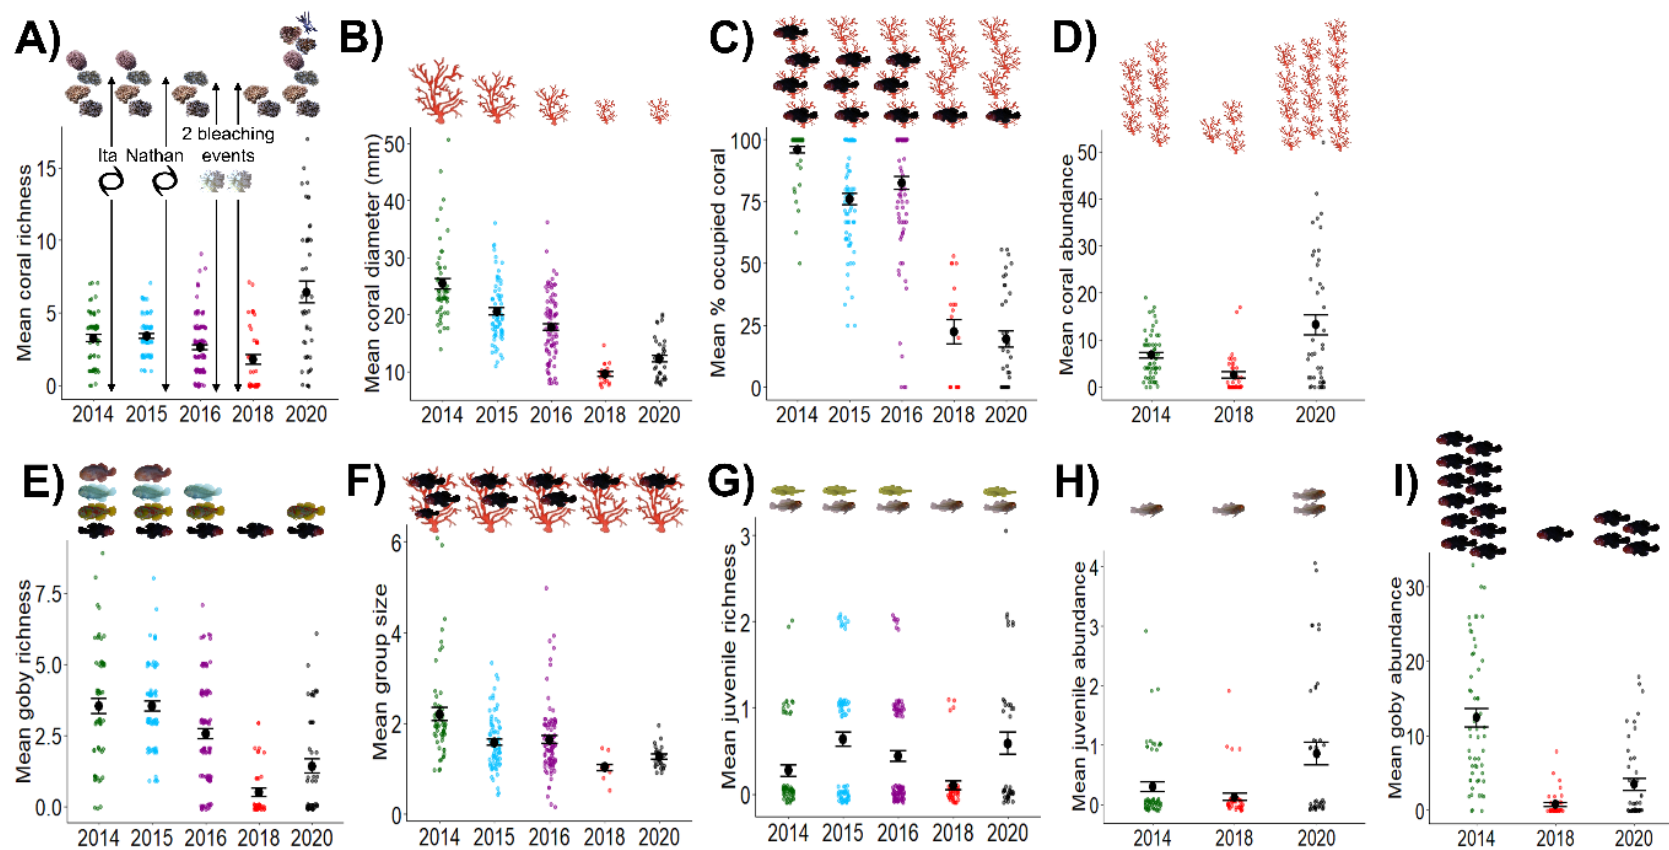 A)
Ita Nathan
2 bleaching
events
Mean coral richness
15
10
5
0
2014 2015 2016 2018 2020
B)
Mean coral diameter (mm)
50
40
30
20
10
2014 2015 2016 2018 2020
C)
Mean % occupied coral
100
75
50
25
0
2014 2015 2016 2018 2020
D)
Mean coral abundance
50
40
30
20
10
0
2014 2018 2020
E)
Mean goby richness
7.5
5.0
2.5
0.0
2014 2015 2016 2018 2020
F)
Mean group size
6
4
2
0
2014 2015 2016 2018 2020
G)
Mean juvenile richness
3
2
1
0
2014 2015 2016 2018 2020
H)
Mean juvenile abundance
4
3
2
1
0
2014 2018 2020
I)
Mean goby abundance
30
20
10
0
2014 2018 2020